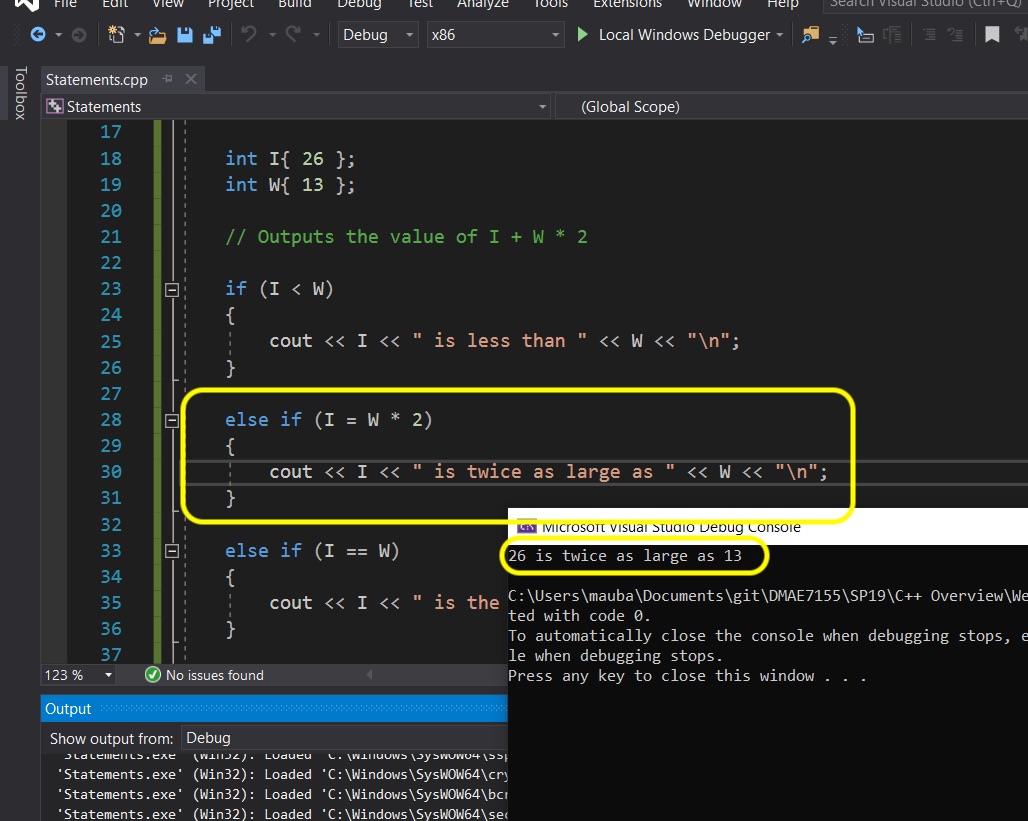 File Edit View Project Build Debug Test Analyze Tools Extensions Window Help Search Visual Studio (Ctrl+Q)
Debug x86 Local Windows Debugger
Toolbox
Statements.cpp
Statements (Global Scope)
17
18 int I{ 26 };
19 int W{ 13 };
20
21 // Outputs the value of I + W * 2
22
23 if (I < W)
24 {
25 cout << I << " is less than " << W << "\n";
26 }
27
28 else if (I = W * 2)
29 {
30 cout << I << " is twice as large as " << W << "\n";
31 }
32
33 else if (I == W)
34 {
35 cout << I << " is the
36 }
37
123 % No issues found
Output
Show output from: Debug
'Statements.exe' (Win32): Loaded 'C:\Windows\SysWOW64\ssp
'Statements.exe' (Win32): Loaded 'C:\Windows\SysWOW64\cry
'Statements.exe' (Win32): Loaded 'C:\Windows\SysWOW64\bcr
'Statements.exe' (Win32): Loaded 'C:\Windows\SysWOW64\sec
Microsoft Visual Studio Debug Console
26 is twice as large as 13
C:\Users\mauba\Documents\git\DMAE7155\SP19\C++ Overview\We
ted with code 0.
To automatically close the console when debugging stops, e
le when debugging stops.
Press any key to close this window . . .